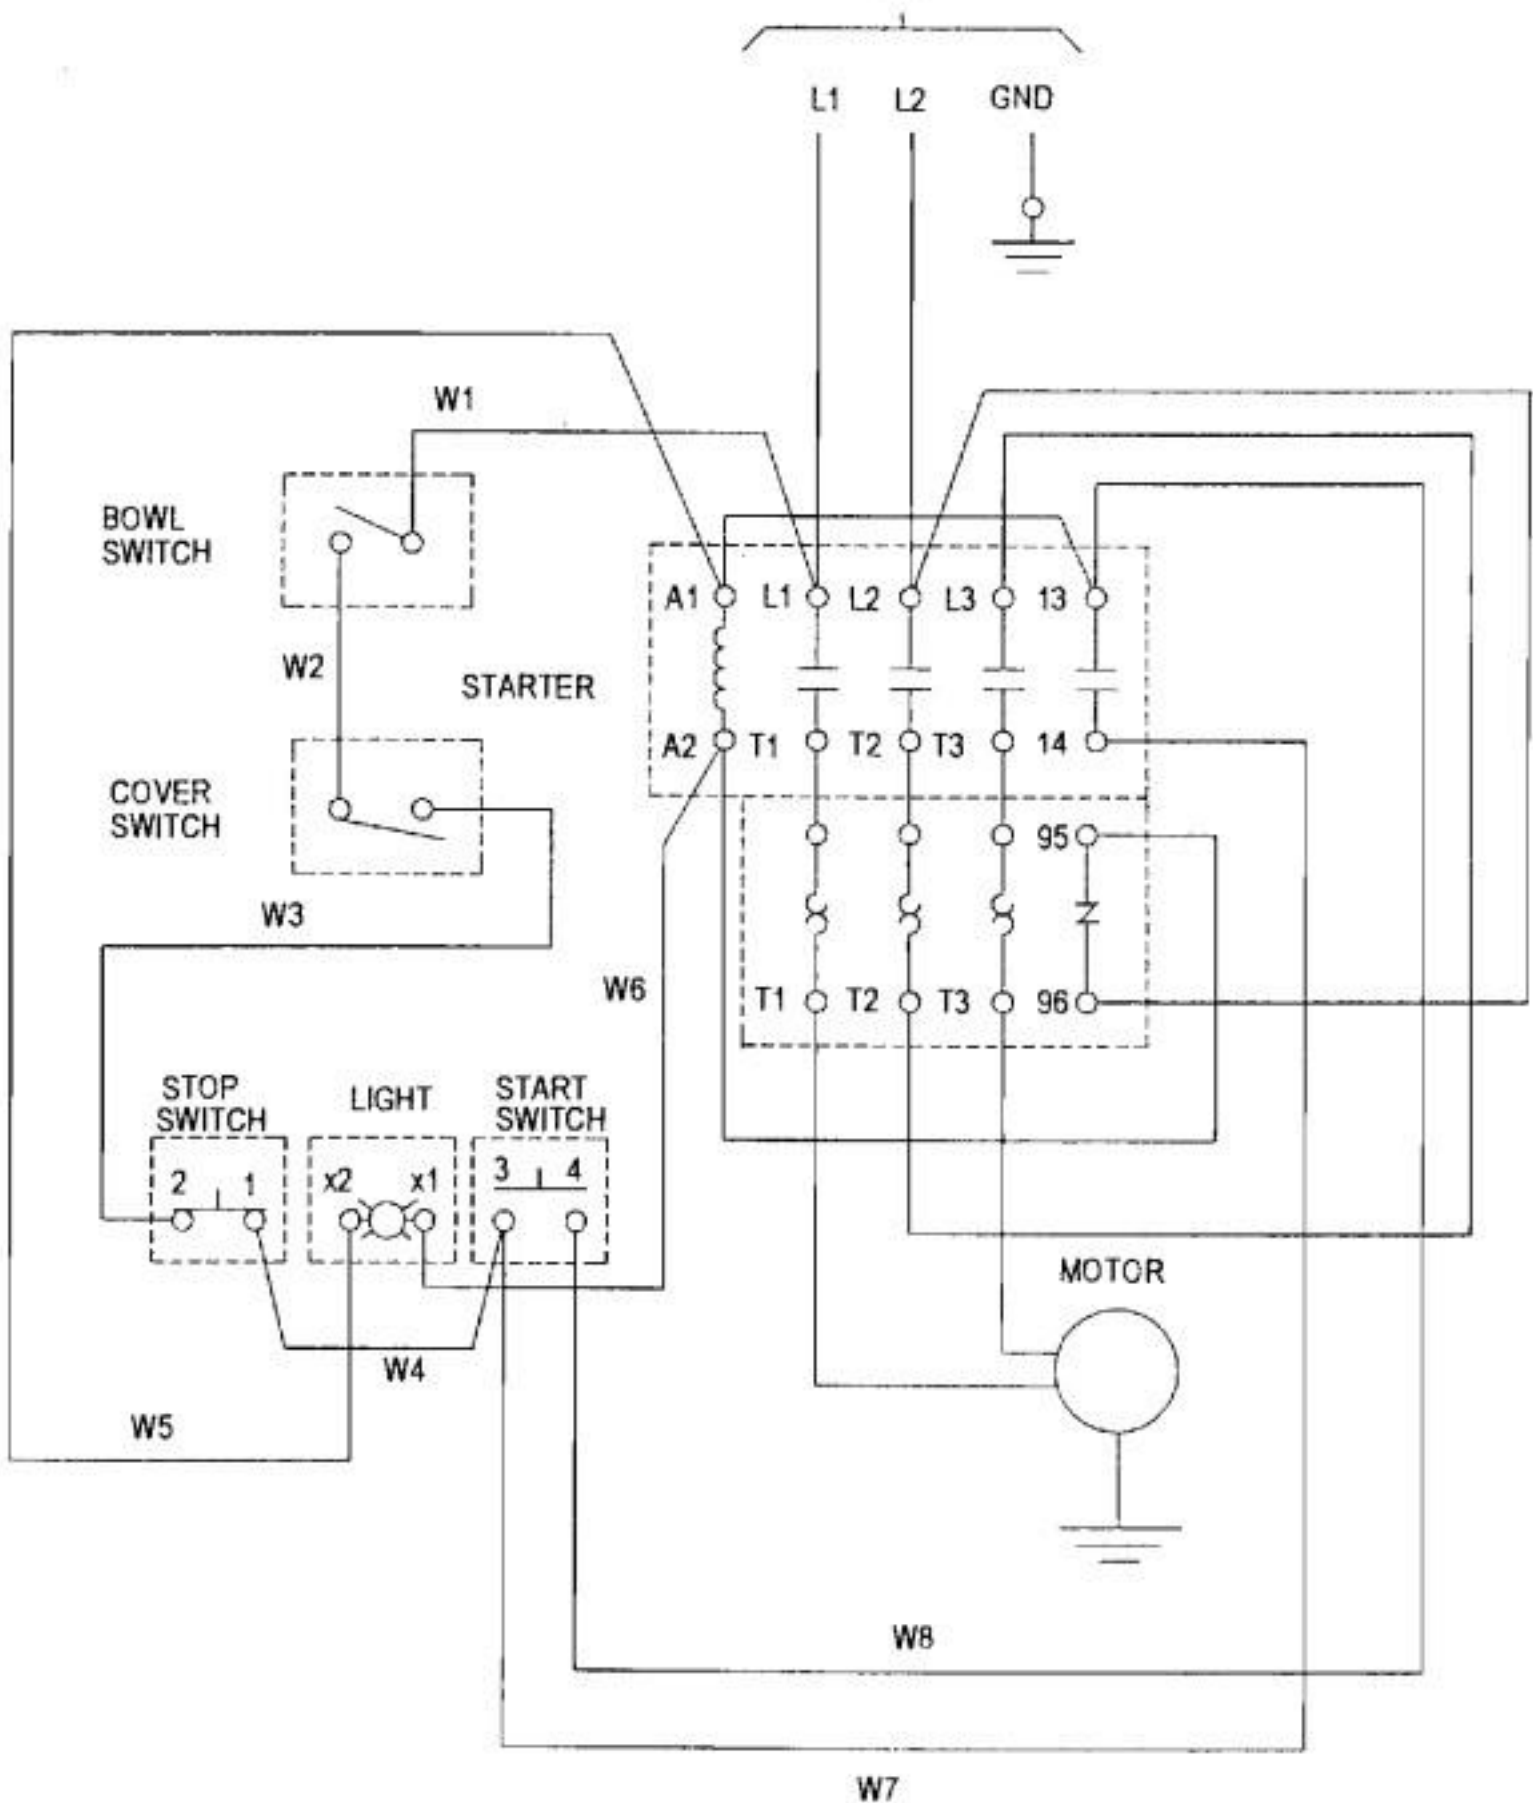 L1 L2 GND
W1
BOWL
SWITCH
A1 L1 L2 L3 13
W2
STARTER
A2 T1 T2 T3 14
COVER
SWITCH
95
W3
W6
T1 T2 T3 96
STOP
SWITCH
LIGHT
START
SWITCH
2 1 x2 x1 3 4
MOTOR
W4
W5
W8
W7